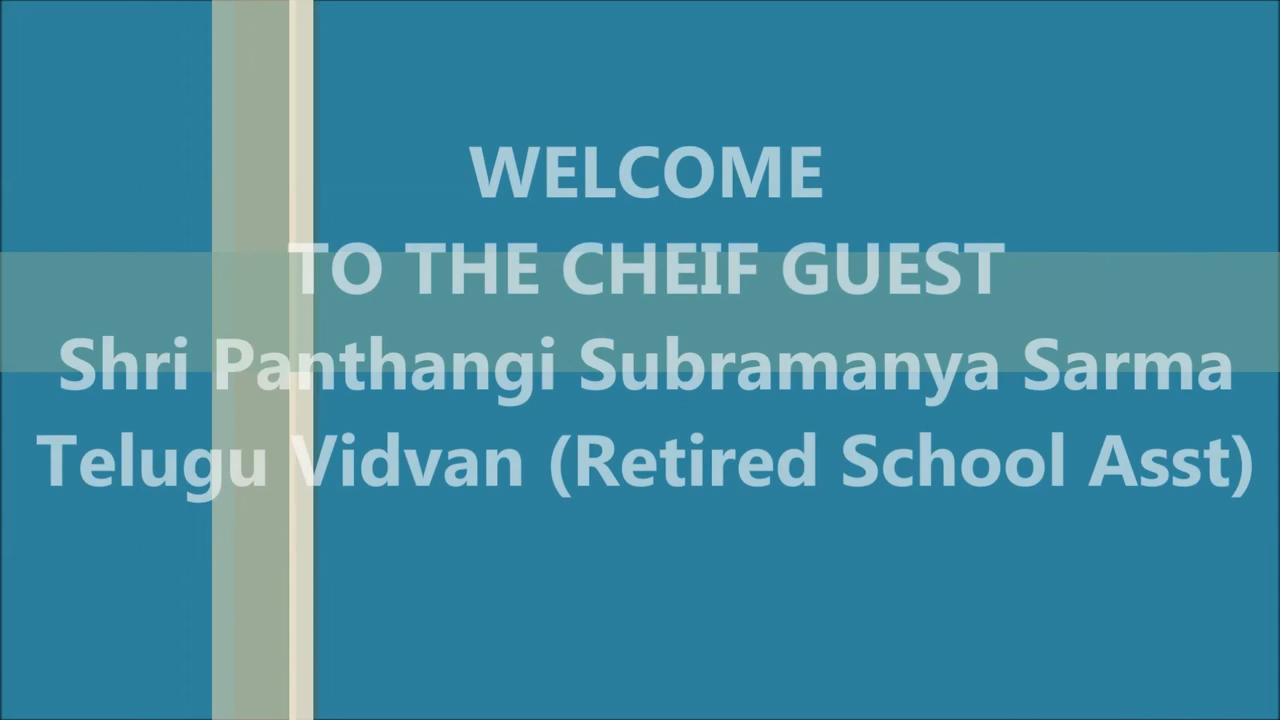 WELCOME
TO THE CHEIF GUEST
Shri Panthangi Subramanya Sarma
Telugu Vidvan (Retired School Asst)